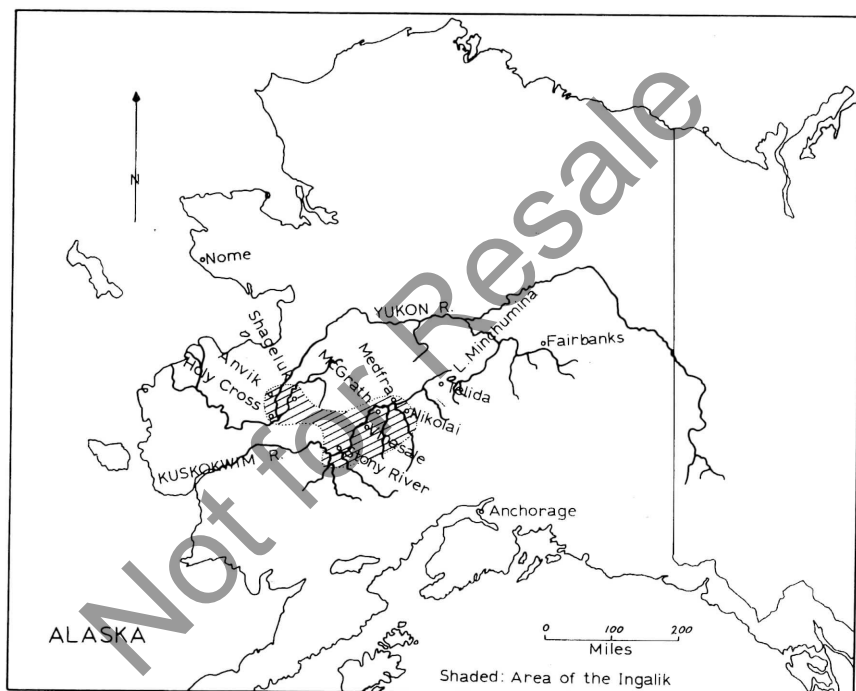 N
Nome
YUKON R.
L. Minchumina
Fairbanks
Shageluk
Anvik
Holy Cross
McGrath
Medfra
Telida
Nikolai
Stony River
KUSKOKWIM R.
Anchorage
ALASKA
0 100 200
Miles
Shaded: Area of the Ingalik
Not for Resale